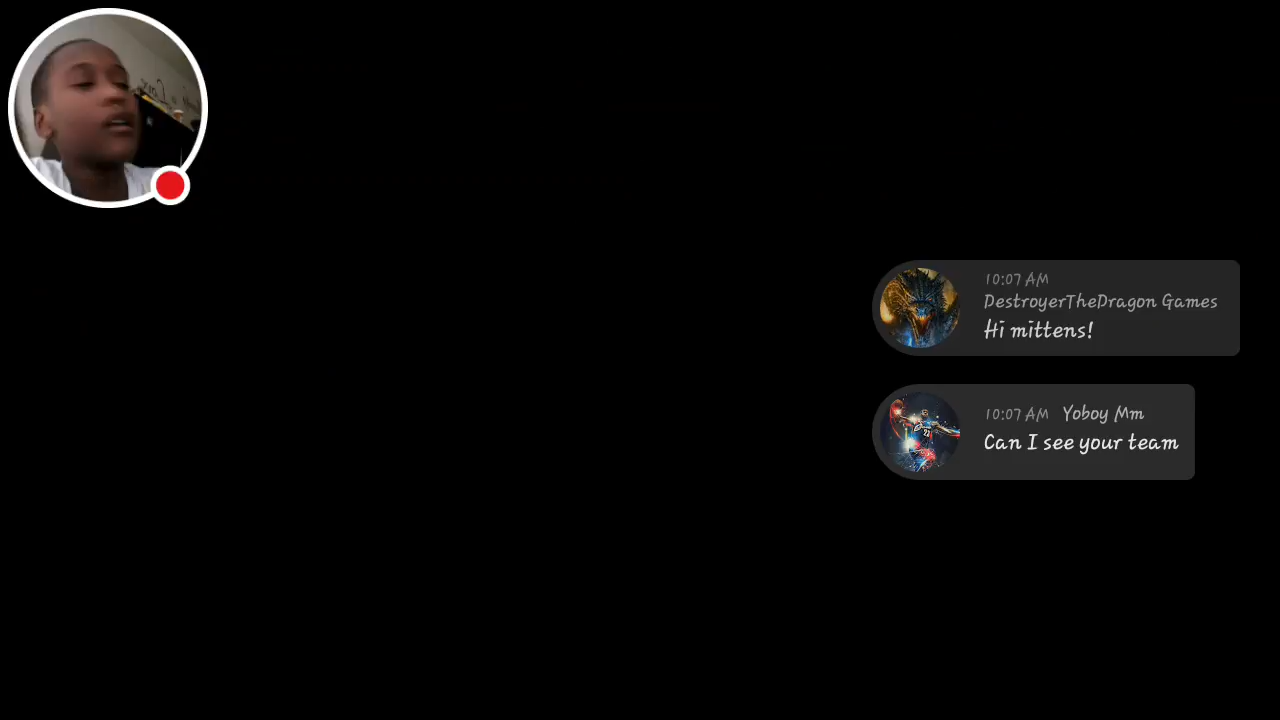 10:07 AM
DestroyerTheDragon Games
Hi mittens!
10:07 AM Yoboy Mm
Can I see your team